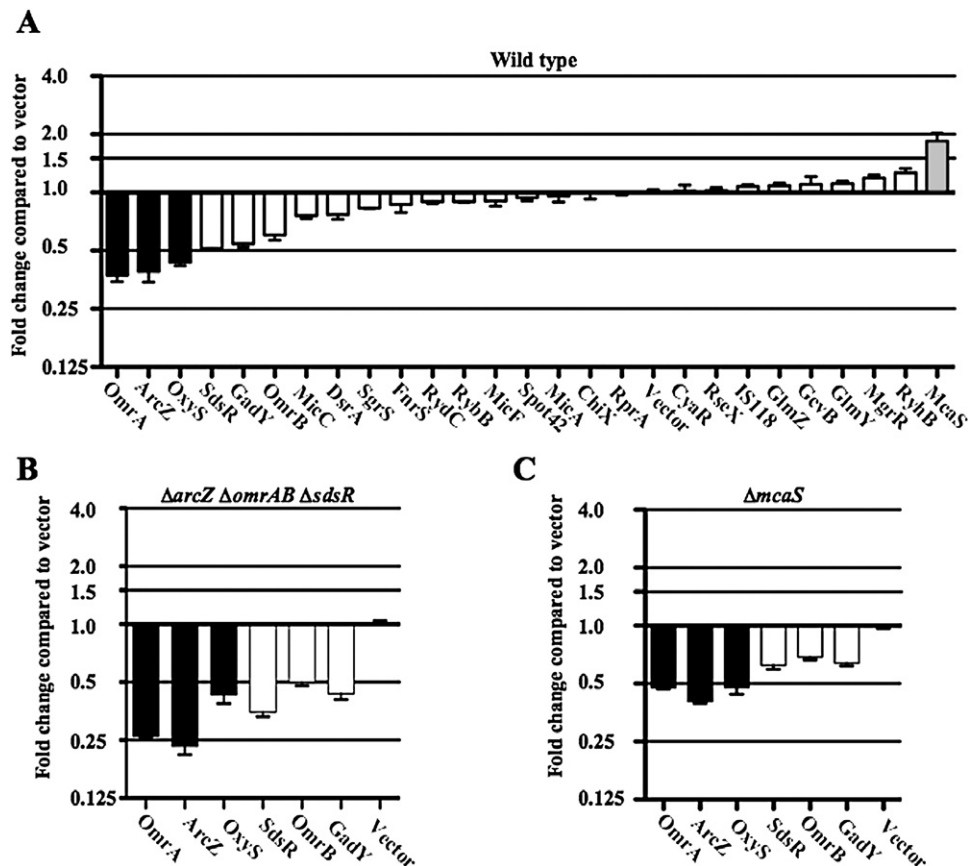 A
Wild type
Fold change compared to vector
4.0
2.0
1.5
1.0
0.5
0.25
0.125
OmrA
ArcZ
OxyS
SdsR
GadY
OmrB
MicC
DsrA
SgrS
FnrS
RydC
RybB
MicF
Spot42
MicA
ChiX
RprA
Vector
CyaR
RseX
IS118
GlmZ
GcvB
GlmY
MgrR
RyhB
McaS
B
ΔarcZ ΔomrAB ΔsdsR
Fold change compared to vector
4.0
2.0
1.5
1.0
0.5
0.25
0.125
OmrA
ArcZ
OxyS
SdsR
OmrB
GadY
Vector
C
ΔmcaS
Fold change compared to vector
4.0
2.0
1.5
1.0
0.5
0.25
0.125
OmrA
ArcZ
OxyS
SdsR
OmrB
GadY
Vector